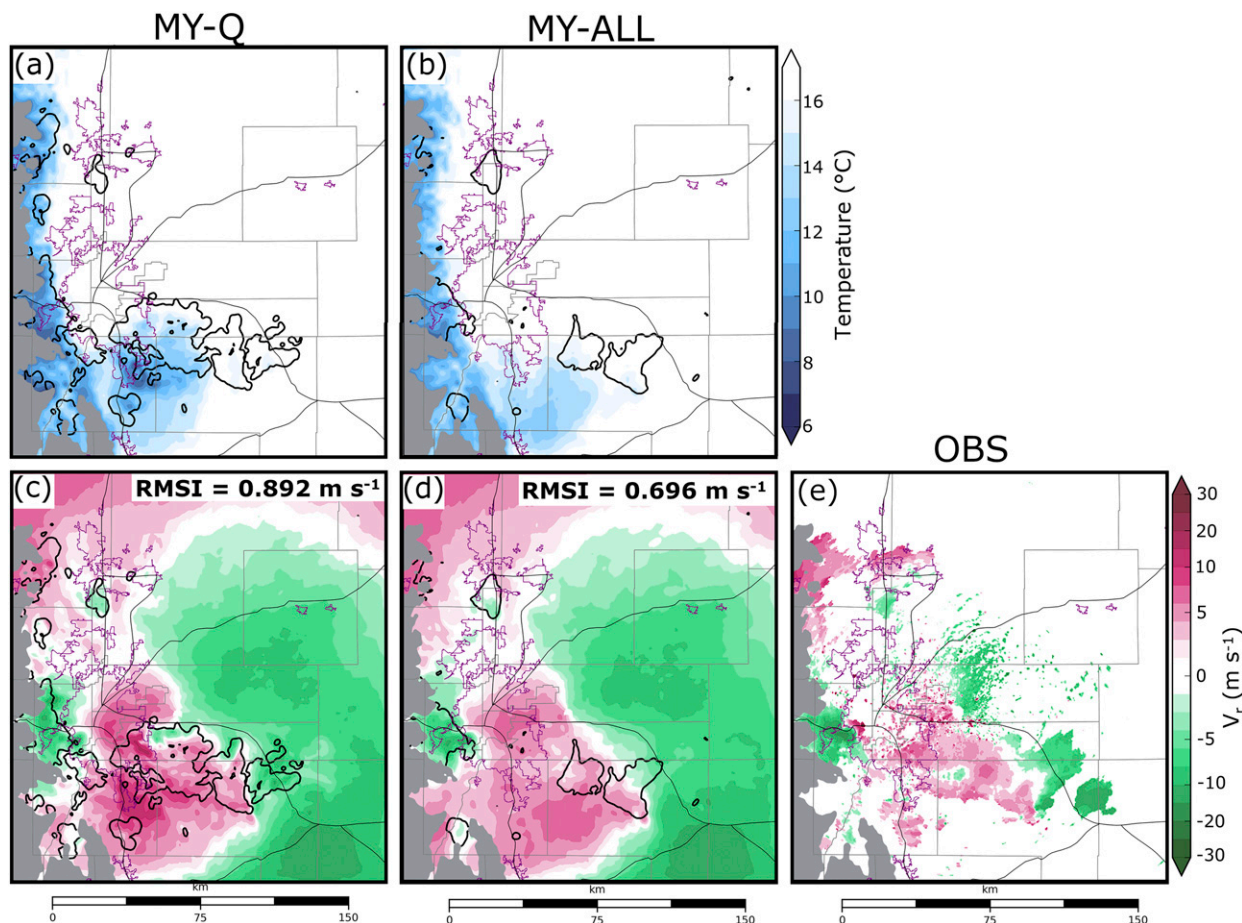 MY-Q
MY-ALL
(a)
(b)
16
14
12
10
8
6
Temperature (°C)
OBS
(c)
RMSI = 0.892 m s⁻¹
(d)
RMSI = 0.696 m s⁻¹
(e)
30
20
10
5
0
-5
-10
-20
-30
Vᵣ (m s⁻¹)
km
0 75 150
km
0 75 150
km
0 75 150